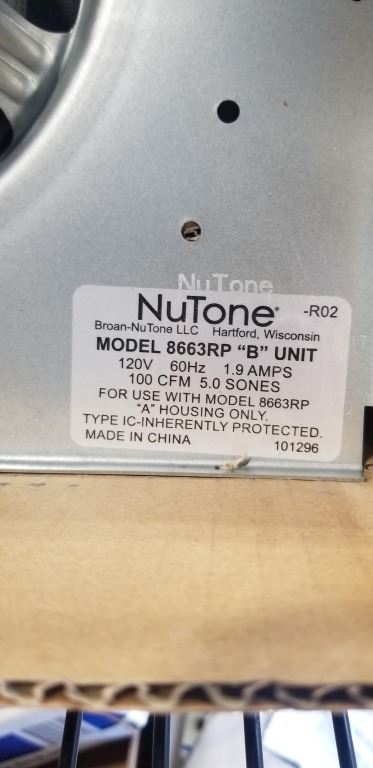 NuTone
NuTone® -R02
Broan-NuTone LLC Hartford, Wisconsin
MODEL 8663RP “B” UNIT
120V 60Hz 1.9 AMPS
100 CFM 5.0 SONES
FOR USE WITH MODEL 8663RP
“A” HOUSING ONLY.
TYPE IC-INHERENTLY PROTECTED.
MADE IN CHINA 101296